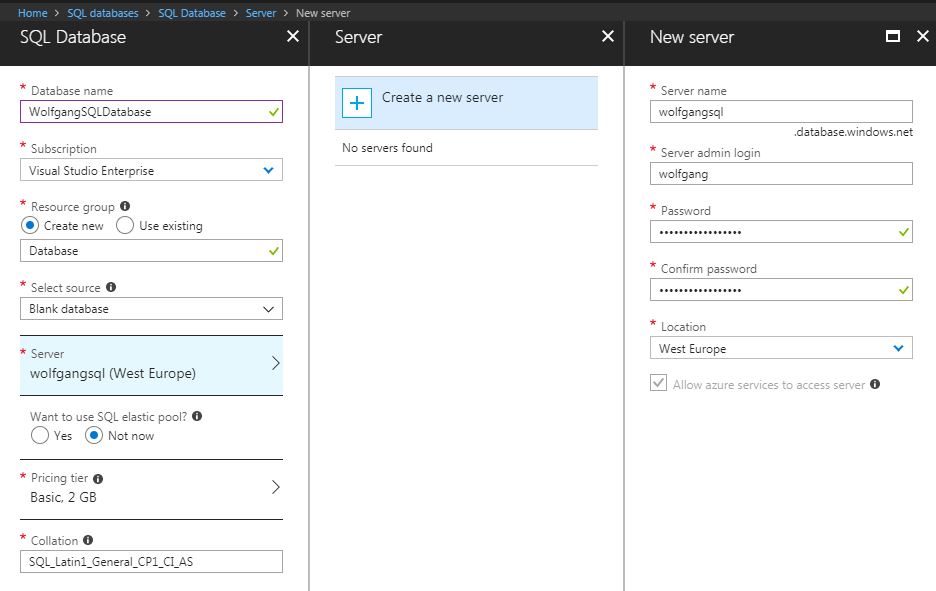 Home > SQL databases > SQL Database > Server > New server
SQL Database
* Database name
WolfgangSQLDatabase
* Subscription
Visual Studio Enterprise
* Resource group
Create new Use existing
Database
* Select source
Blank database
* Server
wolfgangsql (West Europe)
Want to use SQL elastic pool?
Yes Not now
* Pricing tier
Basic, 2 GB
* Collation
SQL_Latin1_General_CP1_CI_AS
Server
Create a new server
No servers found
New server
* Server name
wolfgangsql
.database.windows.net
* Server admin login
wolfgang
* Password
•••••••••••••••••
* Confirm password
•••••••••••••••••
* Location
West Europe
Allow azure services to access server